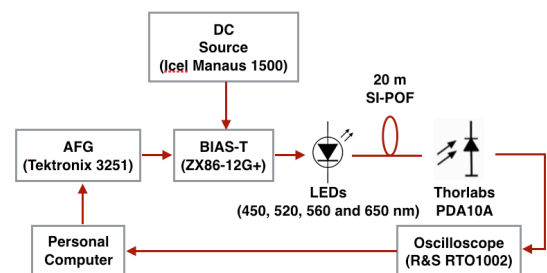 DC
Source
(Icel Manaus 1500)
20 m
SI-POF
AFG
(Tektronix 3251)
BIAS-T
(ZX86-12G+)
LEDs
(450, 520, 560 and 650 nm)
Thorlabs
PDA10A
Personal
Computer
Oscilloscope
(R&S RTO1002)